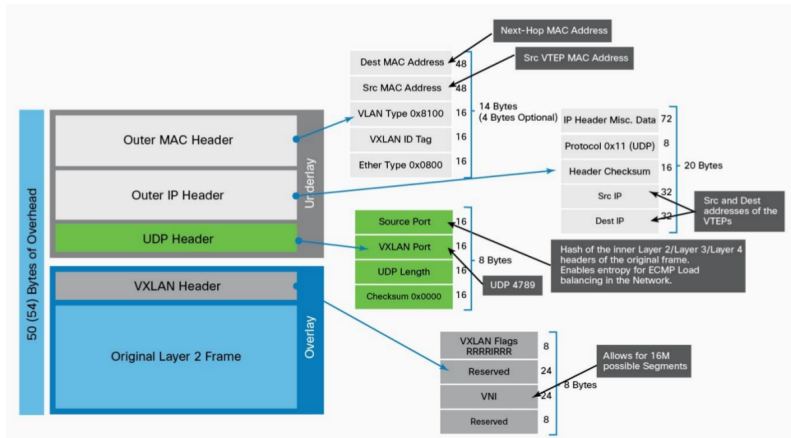 Next-Hop MAC Address
Src VTEP MAC Address
Dest MAC Address
48
Src MAC Address
48
VLAN Type 0x8100
16
VXLAN ID Tag
16
Ether Type 0x0800
16
14 Bytes
(4 Bytes Optional)
IP Header Misc. Data
72
Protocol 0x11 (UDP)
8
Header Checksum
16
Src IP
32
Dest IP
32
20 Bytes
Src and Dest
addresses of the
VTEPs
50 (54) Bytes of Overhead
Outer MAC Header
Outer IP Header
UDP Header
Underlay
VXLAN Header
Original Layer 2 Frame
Overlay
Source Port
16
VXLAN Port
16
UDP Length
16
Checksum 0x0000
16
8 Bytes
UDP 4789
Hash of the inner Layer 2/Layer 3/Layer 4
headers of the original frame.
Enables entropy for ECMP Load
balancing in the Network.
VXLAN Flags
RRRRIRRR
8
Reserved
24
VNI
24
Reserved
8
8 Bytes
Allows for 16M
possible Segments